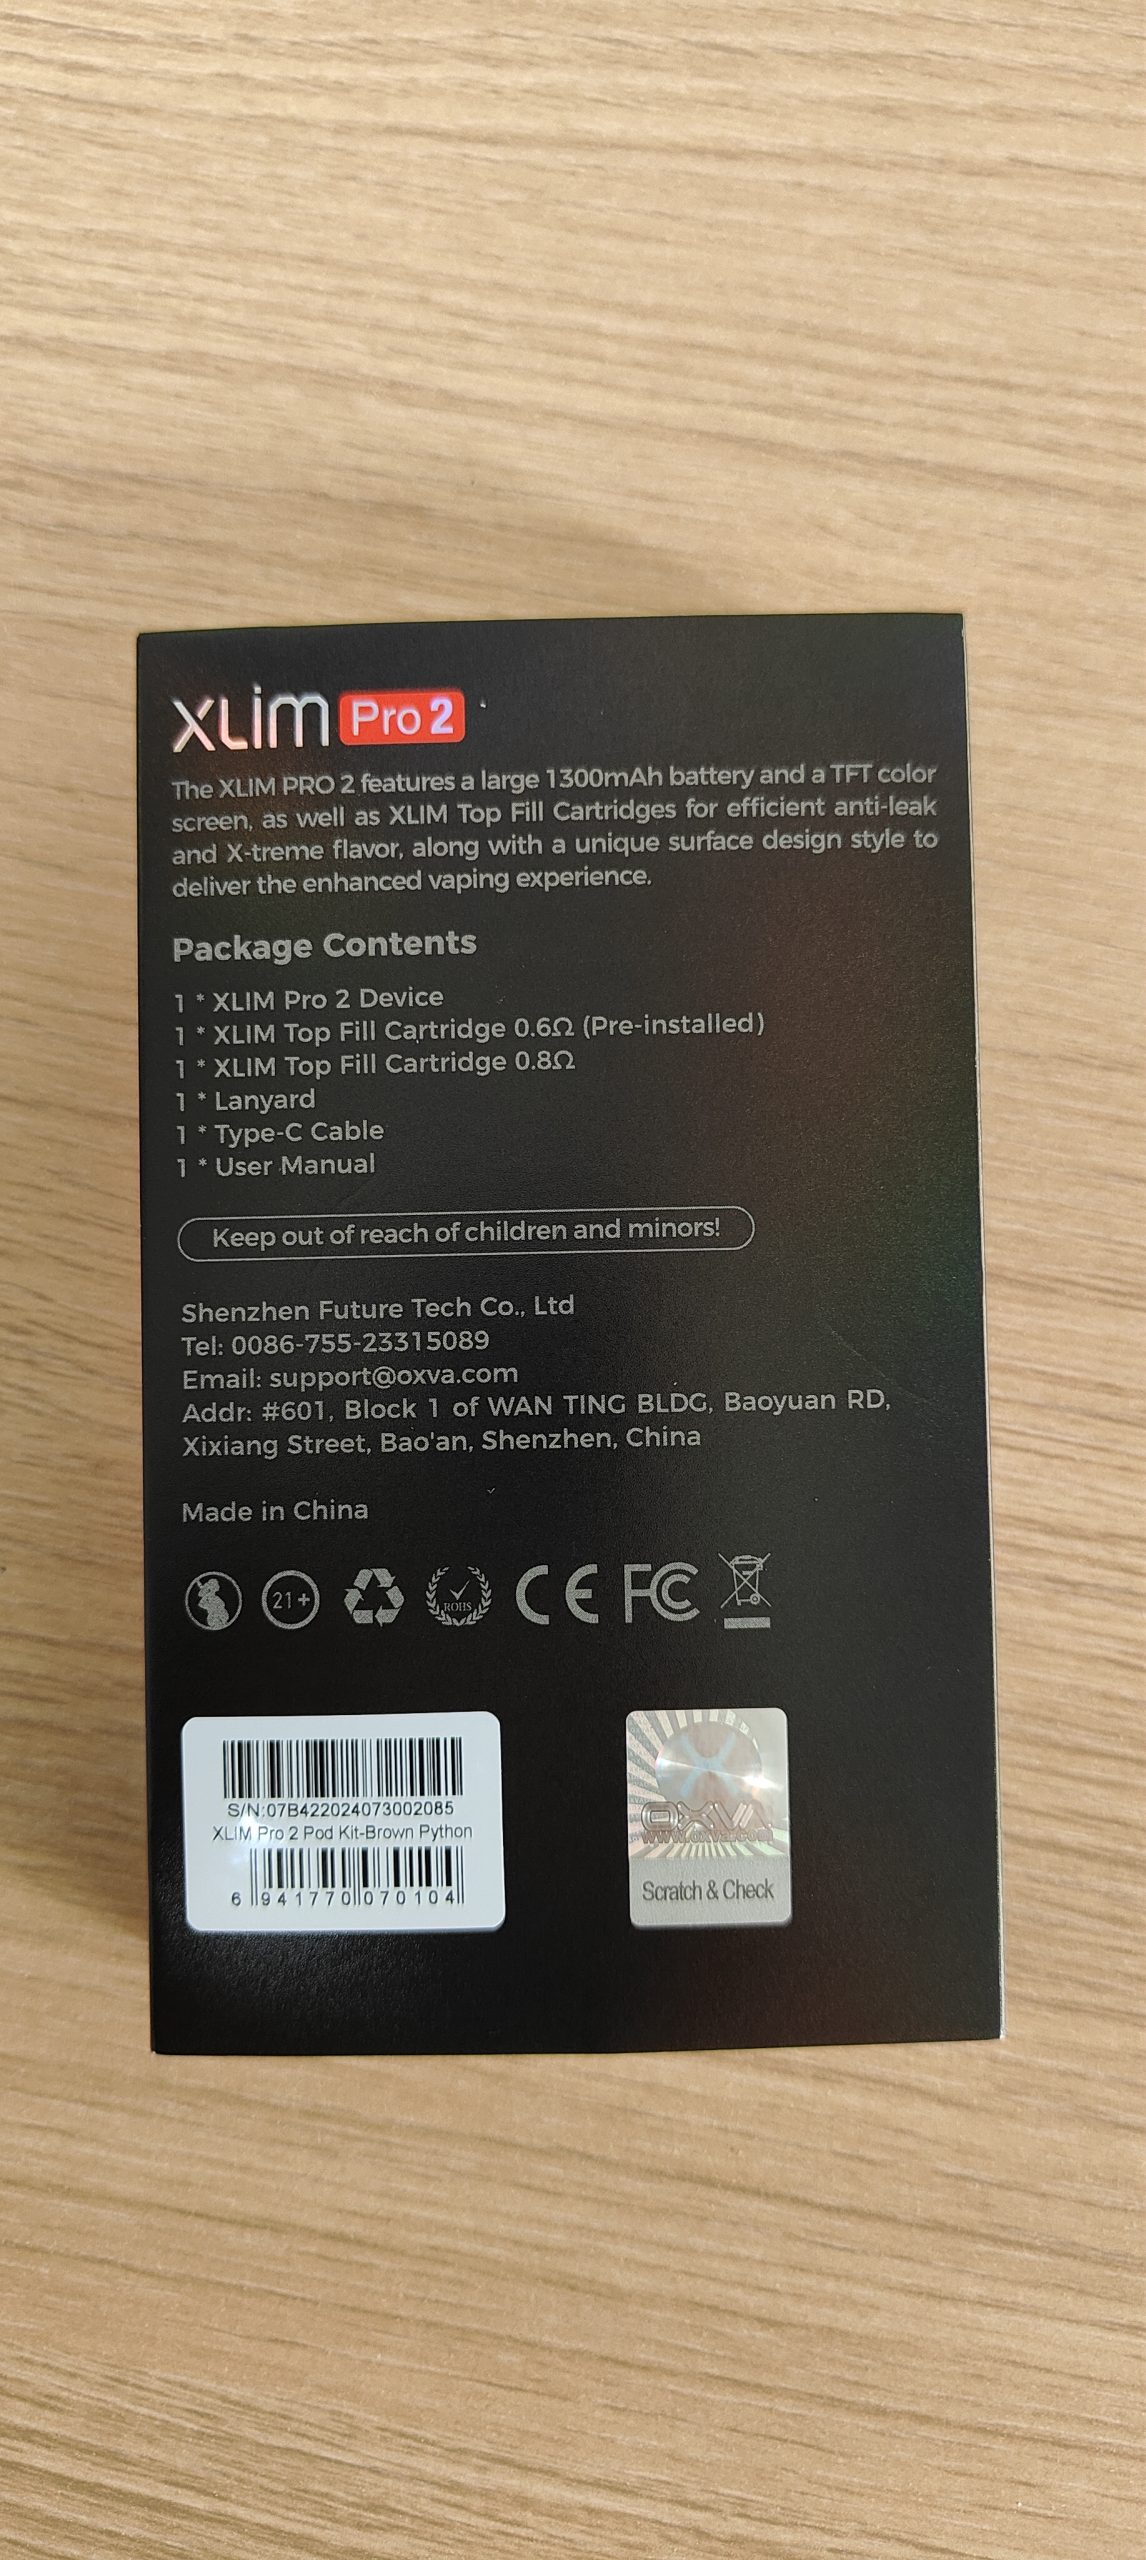 XLIM Pro 2
The XLIM PRO 2 features a large 1300mAh battery and a TFT color
screen, as well as XLIM Top Fill Cartridges for efficient anti-leak
and X-treme flavor, along with a unique surface design style to
deliver the enhanced vaping experience.
Package Contents
1 * XLIM Pro 2 Device
1 * XLIM Top Fill Cartridge 0.6Ω (Pre-installed)
1 * XLIM Top Fill Cartridge 0.8Ω
1 * Lanyard
1 * Type-C Cable
1 * User Manual
Keep out of reach of children and minors!
Shenzhen Future Tech Co., Ltd
Tel: 0086-755-23315089
Email: support@oxva.com
Addr: #601, Block 1 of WAN TING BLDG, Baoyuan RD,
Xixiang Street, Bao'an, Shenzhen, China
Made in China
21+ ROHS CE FC
S/N:07B422024073002085
XLIM Pro 2 Pod Kit-Brown Python
6 941770 070104
OXVA
www.oxva.com
Scratch & Check